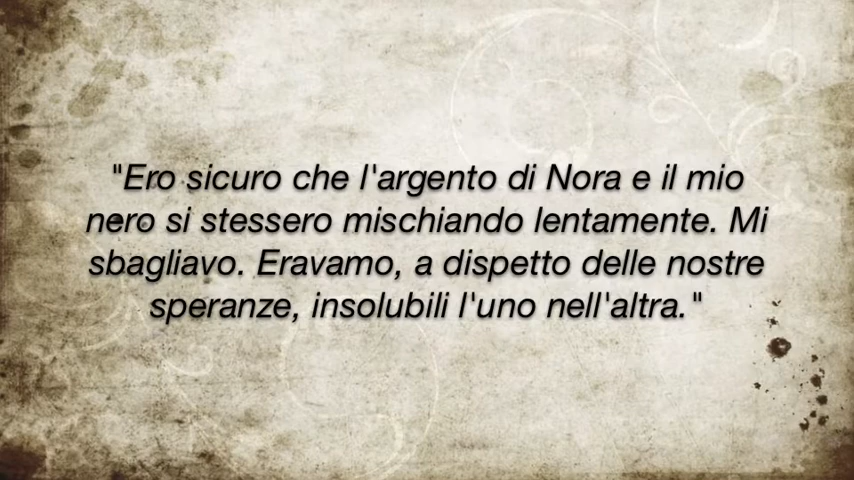 "Ero sicuro che l'argento di Nora e il mio
nero si stessero mischiando lentamente. Mi
sbagliavo. Eravamo, a dispetto delle nostre
speranze, insolubili l'uno nell'altra."